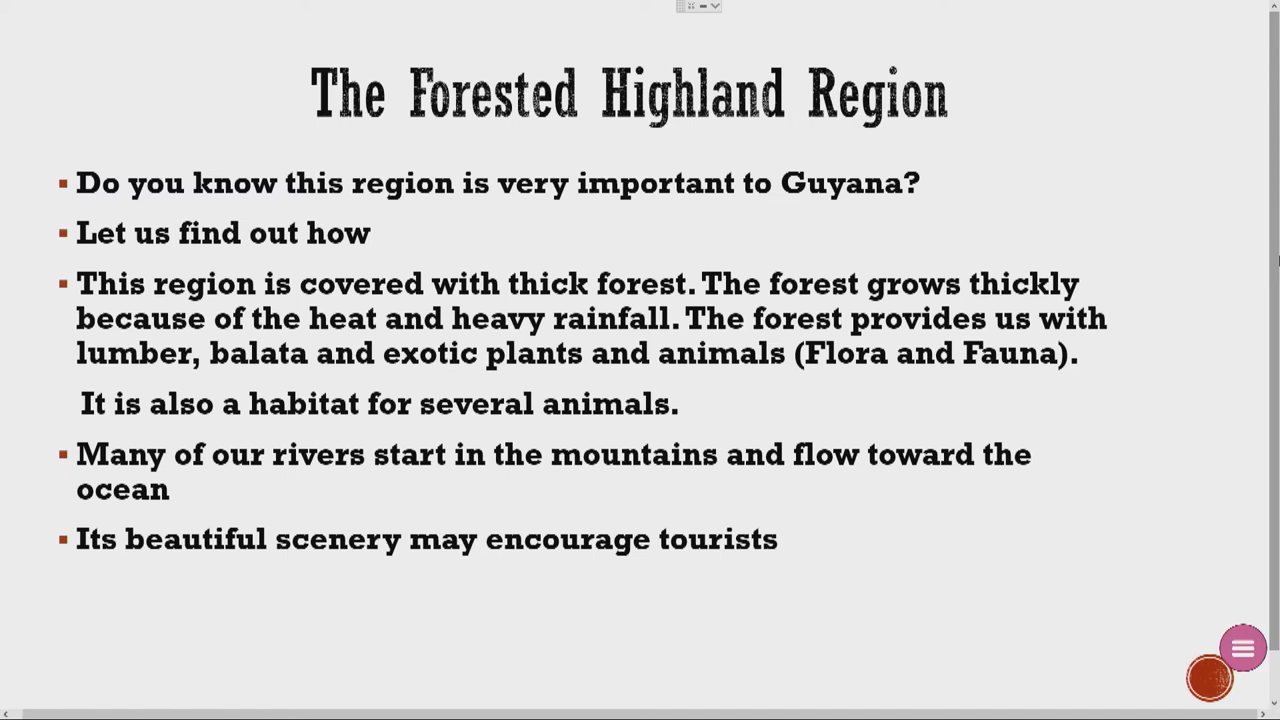 The Forested Highland Region
Do you know this region is very important to Guyana?
Let us find out how
This region is covered with thick forest. The forest grows thickly
because of the heat and heavy rainfall. The forest provides us with
lumber, balata and exotic plants and animals (Flora and Fauna).
It is also a habitat for several animals.
Many of our rivers start in the mountains and flow toward the
ocean
Its beautiful scenery may encourage tourists